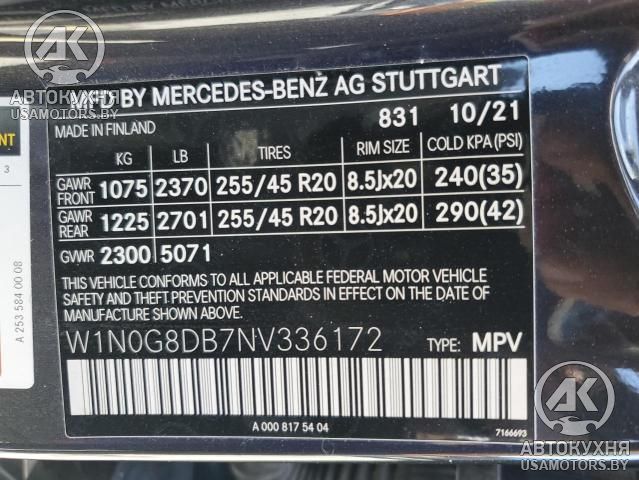 AK
АВТОКУХНЯ
USAMOTORS.BY
MFD BY MERCEDES-BENZ AG STUTTGART
MADE IN FINLAND
831 10/21
KG LB TIRES RIM SIZE COLD KPA (PSI)
GAWR FRONT 1075 2370 255/45 R20 8.5Jx20 240(35)
GAWR REAR 1225 2701 255/45 R20 8.5Jx20 290(42)
GVWR 2300 5071
THIS VEHICLE CONFORMS TO ALL APPLICABLE FEDERAL MOTOR VEHICLE
SAFETY AND THEFT PREVENTION STANDARDS IN EFFECT ON THE DATE
OF MANUFACTURE SHOWN ABOVE.
W1N0G8DB7NV336172 TYPE: MPV
A 000 817 54 04
7166693
3
A 253 584 00 08
AK
АВТОКУХНЯ
USAMOTORS.BY